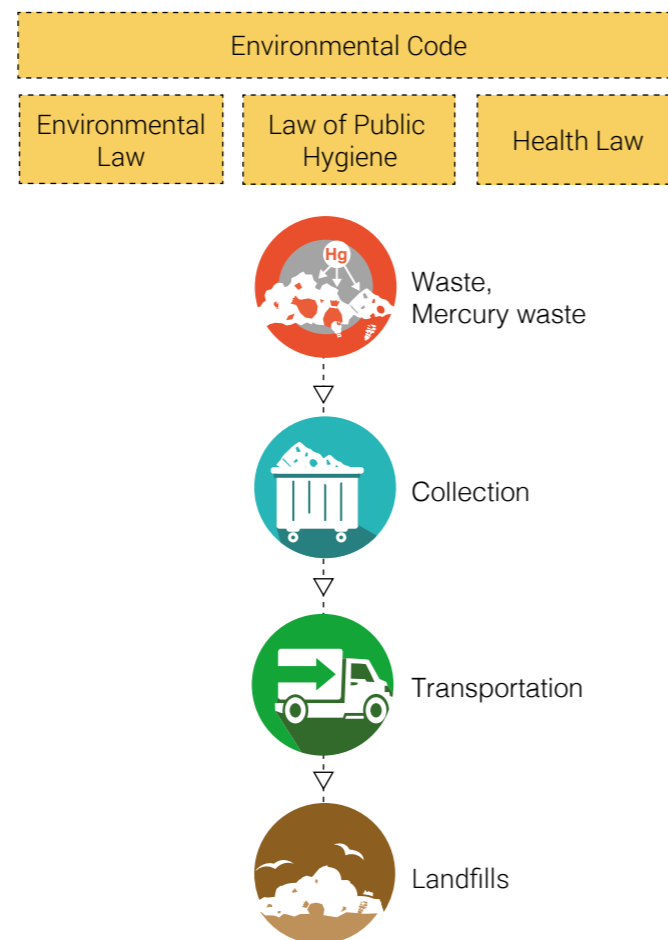 Environmental Code
Environmental
Law
Law of Public
Hygiene
Health Law
Hg
Waste,
Mercury waste
Collection
Transportation
Landfills